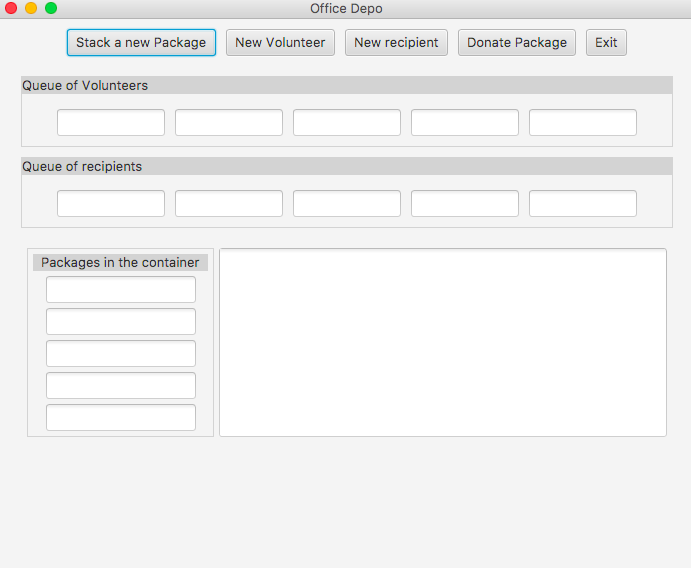 Office Depo
Stack a new Package New Volunteer New recipient Donate Package Exit
Queue of Volunteers
Queue of recipients
Packages in the container